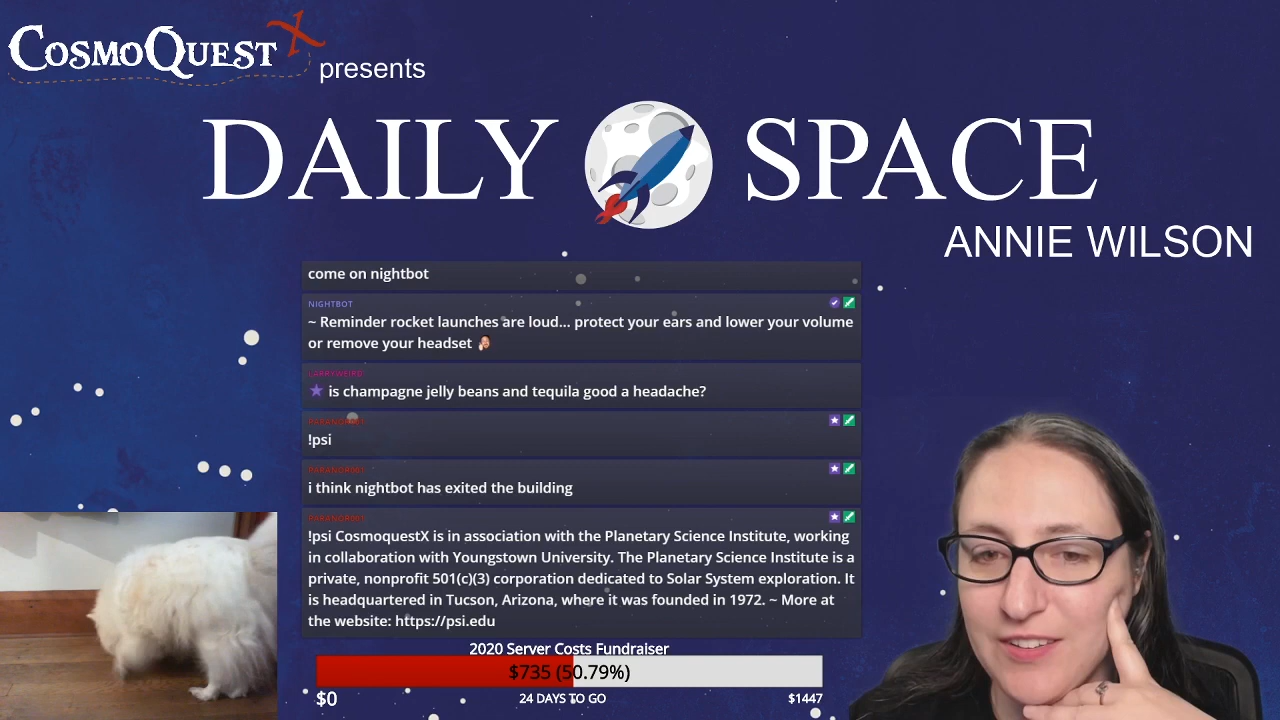 COSMOQUEST X
presents
DAILY SPACE
ANNIE WILSON
come on nightbot
NIGHTBOT
~ Reminder rocket launches are loud... protect your ears and lower your volume
or remove your headset
LARRYWEIRD
is champagne jelly beans and tequila good a headache?
!psi
i think nightbot has exited the building
!psi CosmoquestX is in association with the Planetary Science Institute, working
in collaboration with Youngstown University. The Planetary Science Institute is a
private, nonprofit 501(c)(3) corporation dedicated to Solar System exploration. It
is headquartered in Tucson, Arizona, where it was founded in 1972. ~ More at
the website: https://psi.edu
2020 Server Costs Fundraiser
$735 (50.79%)
$0 24 DAYS TO GO $1447